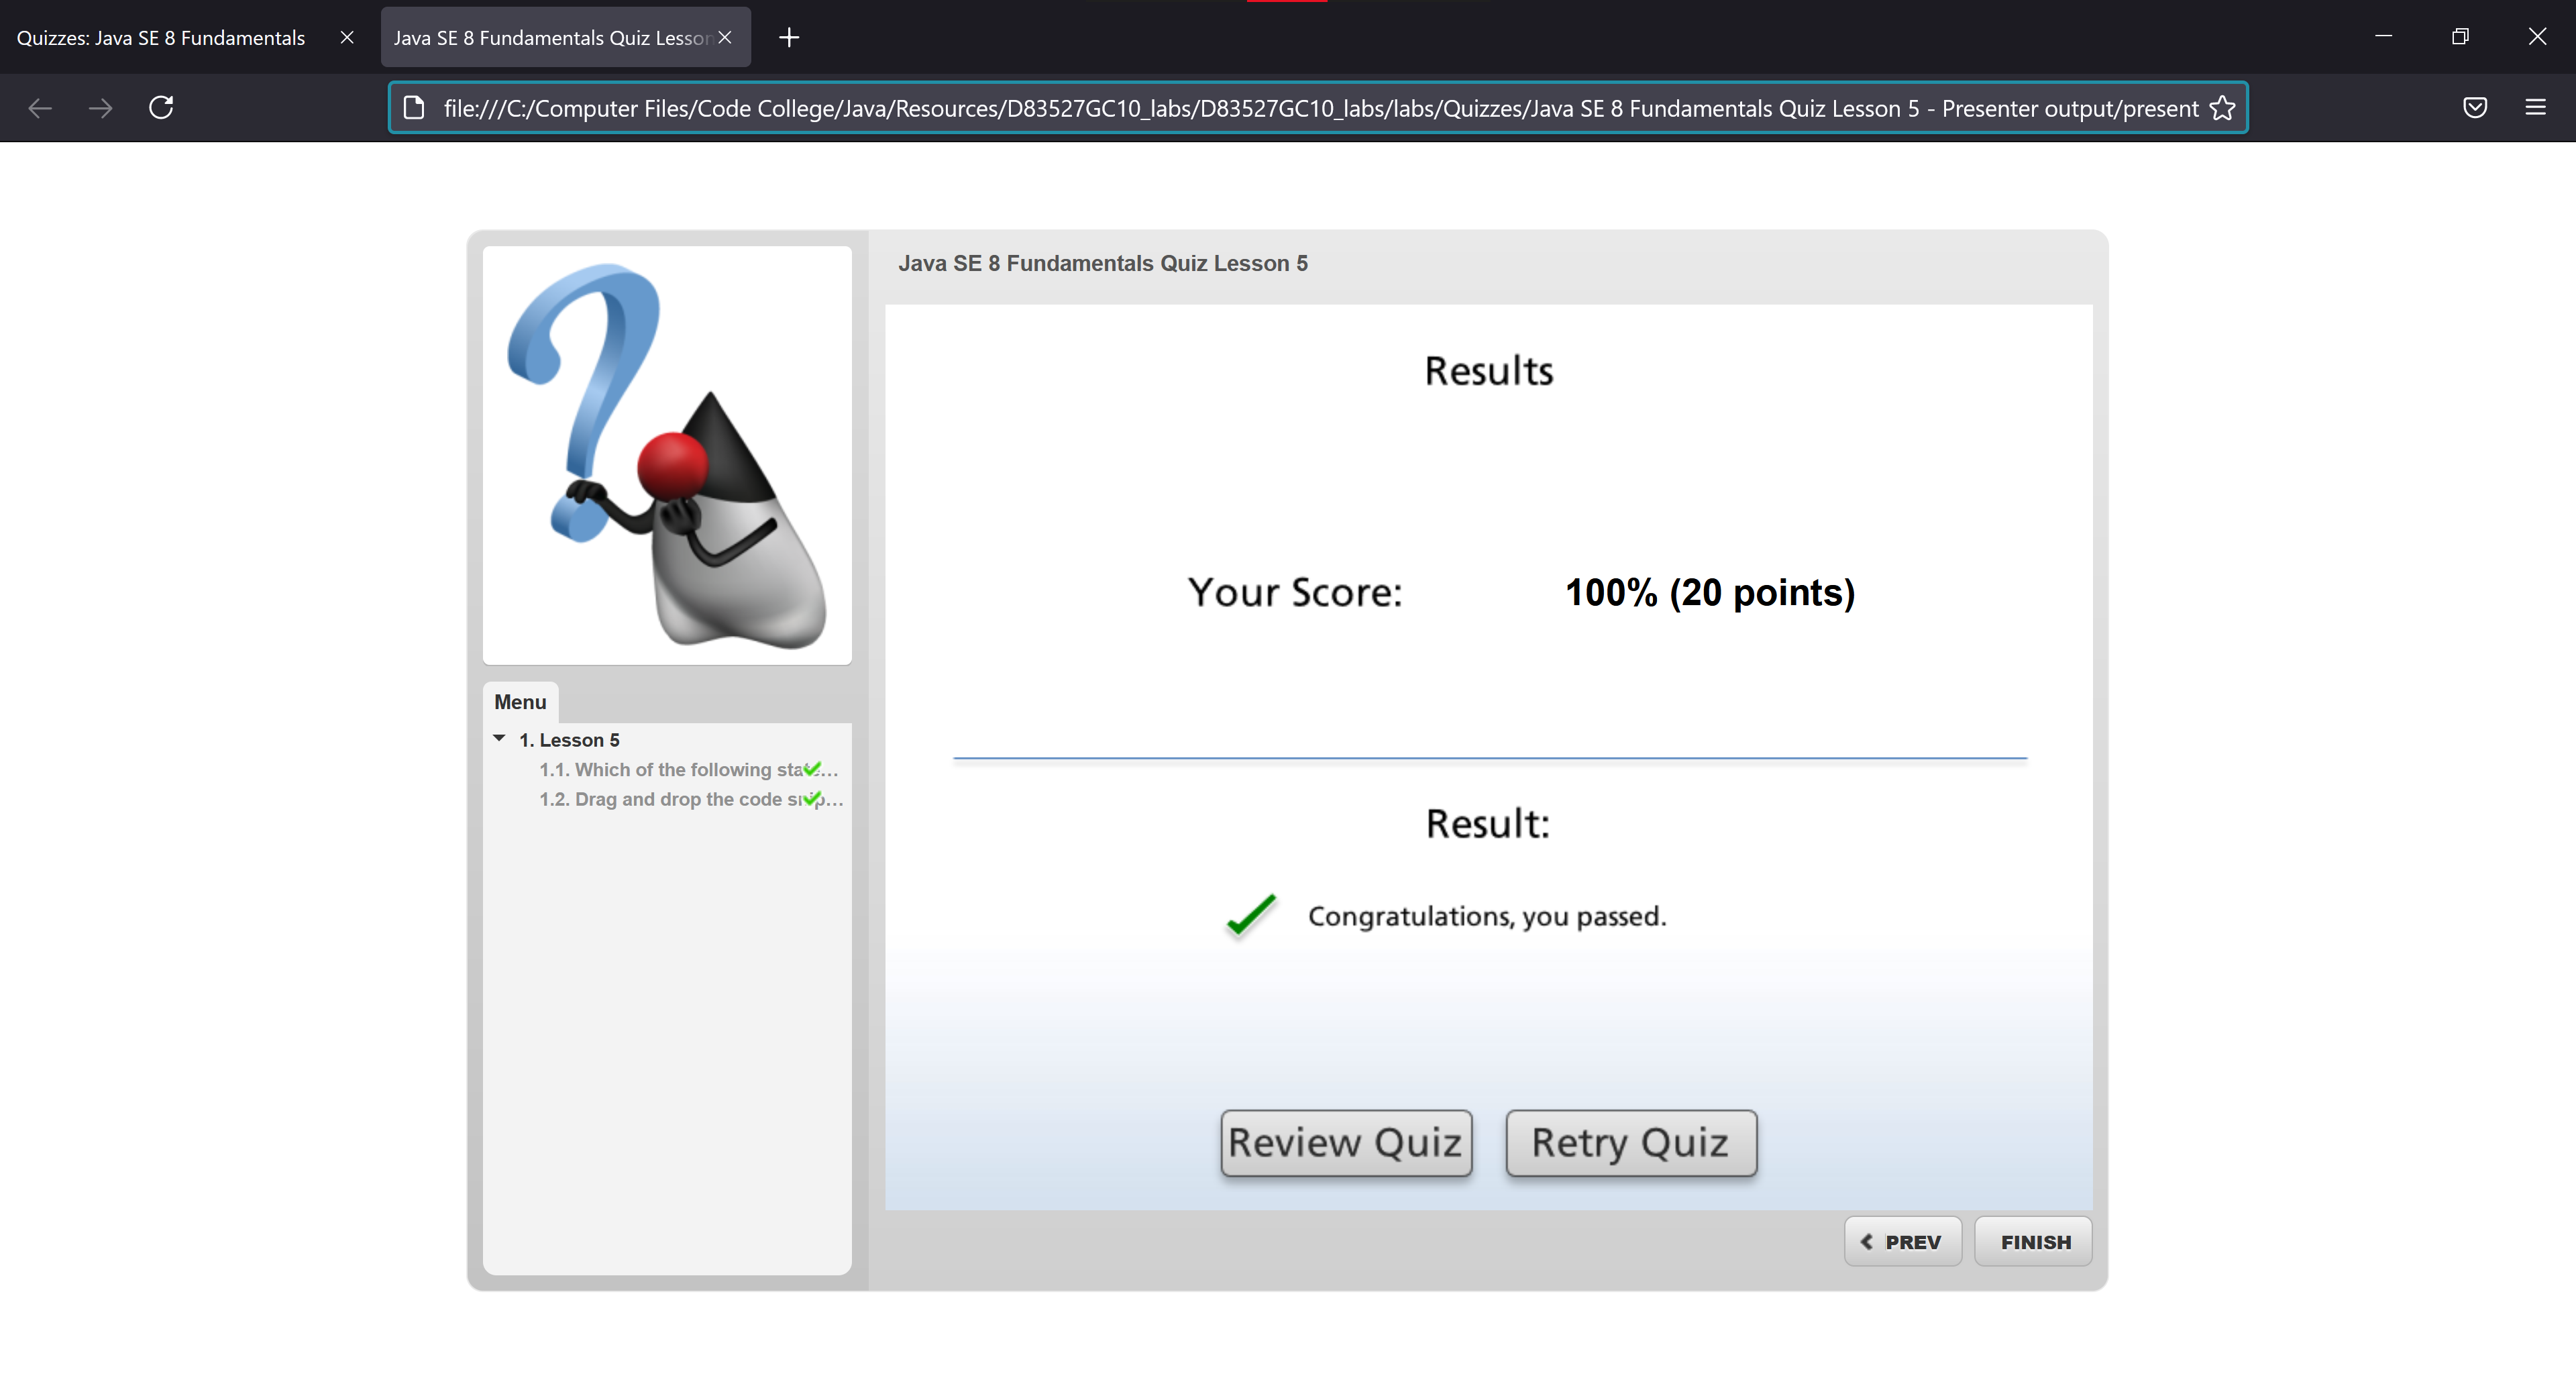 Quizzes: Java SE 8 Fundamentals
Java SE 8 Fundamentals Quiz Lesson
file:///C:/Computer Files/Code College/Java/Resources/D83527GC10_labs/D83527GC10_labs/labs/Quizzes/Java SE 8 Fundamentals Quiz Lesson 5 - Presenter output/present
Java SE 8 Fundamentals Quiz Lesson 5
Results
Your Score: 100% (20 points)
Result:
Congratulations, you passed.
Review Quiz Retry Quiz
Menu
1. Lesson 5
1.1. Which of the following state...
1.2. Drag and drop the code snip...
PREV FINISH